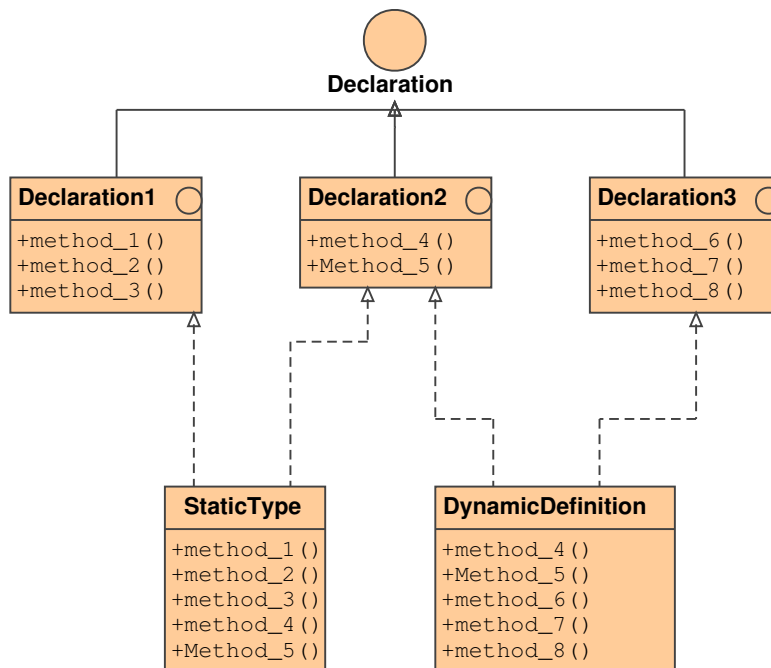 Declaration
Declaration1
+method_1()
+method_2()
+method_3()
Declaration2
+method_4()
+Method_5()
Declaration3
+method_6()
+method_7()
+method_8()
StaticType
+method_1()
+method_2()
+method_3()
+method_4()
+Method_5()
DynamicDefinition
+method_4()
+Method_5()
+method_6()
+method_7()
+method_8()